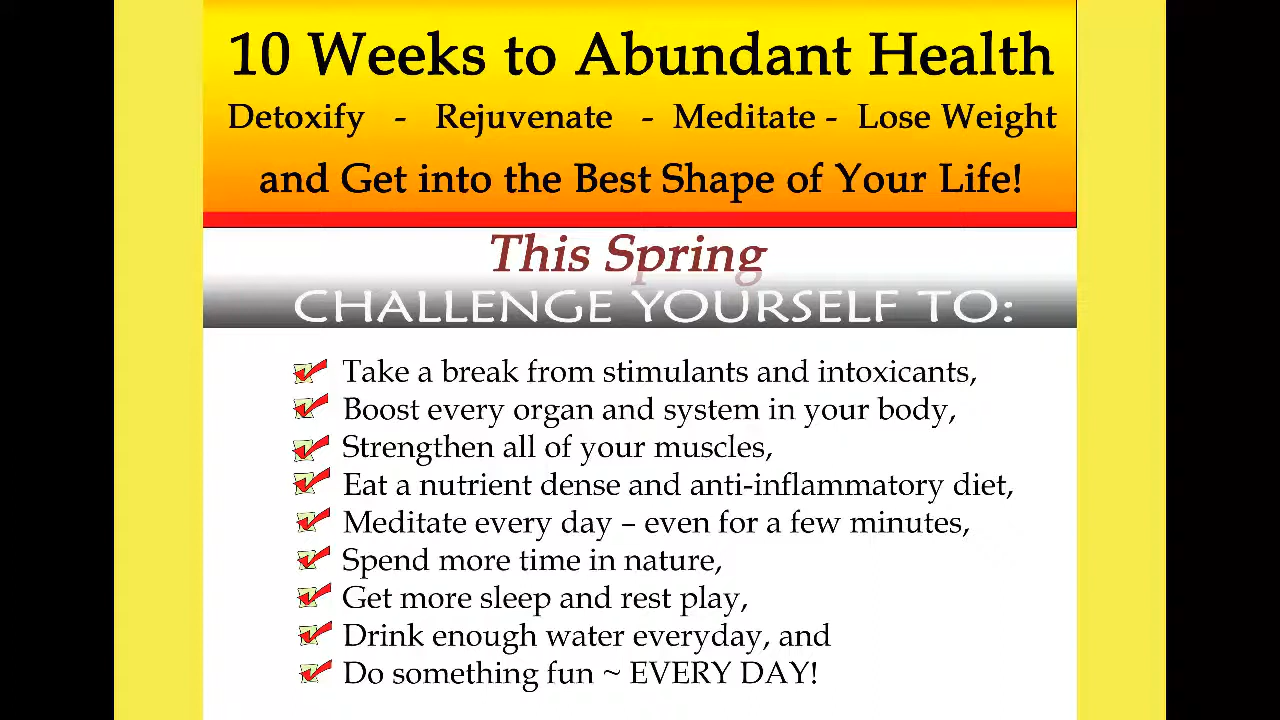 10 Weeks to Abundant Health
Detoxify - Rejuvenate - Meditate - Lose Weight
and Get into the Best Shape of Your Life!
This Spring
CHALLENGE YOURSELF TO:
Take a break from stimulants and intoxicants,
Boost every organ and system in your body,
Strengthen all of your muscles,
Eat a nutrient dense and anti-inflammatory diet,
Meditate every day – even for a few minutes,
Spend more time in nature,
Get more sleep and rest play,
Drink enough water everyday, and
Do something fun ~ EVERY DAY!